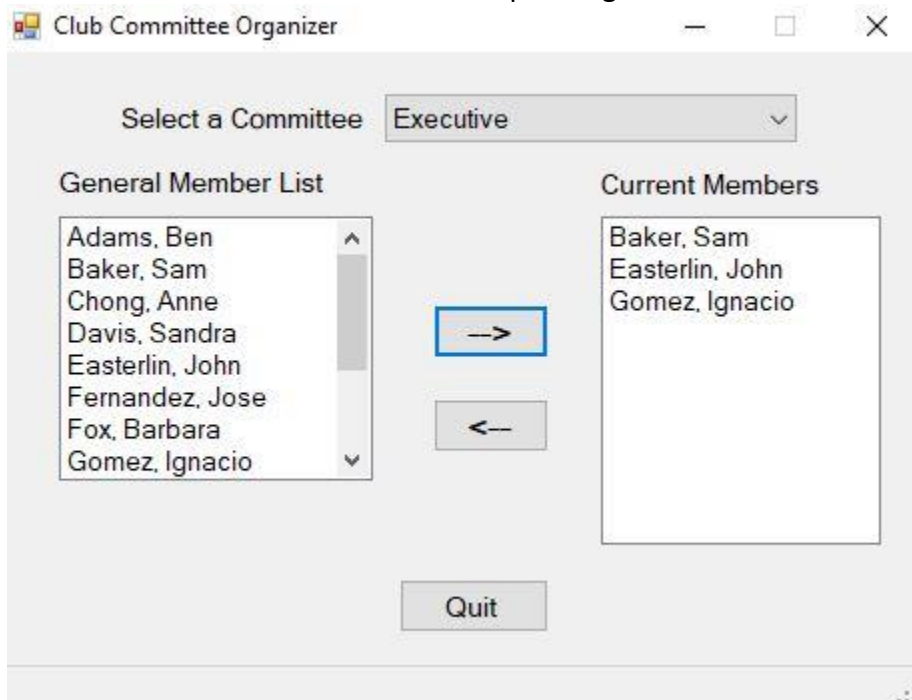 Club Committee Organizer
Select a Committee Executive
General Member List
Current Members
Adams, Ben
Baker, Sam
Chong, Anne
Davis, Sandra
Easterlin, John
Fernandez, Jose
Fox, Barbara
Gomez, Ignacio
-->
<--
Baker, Sam
Easterlin, John
Gomez, Ignacio
Quit